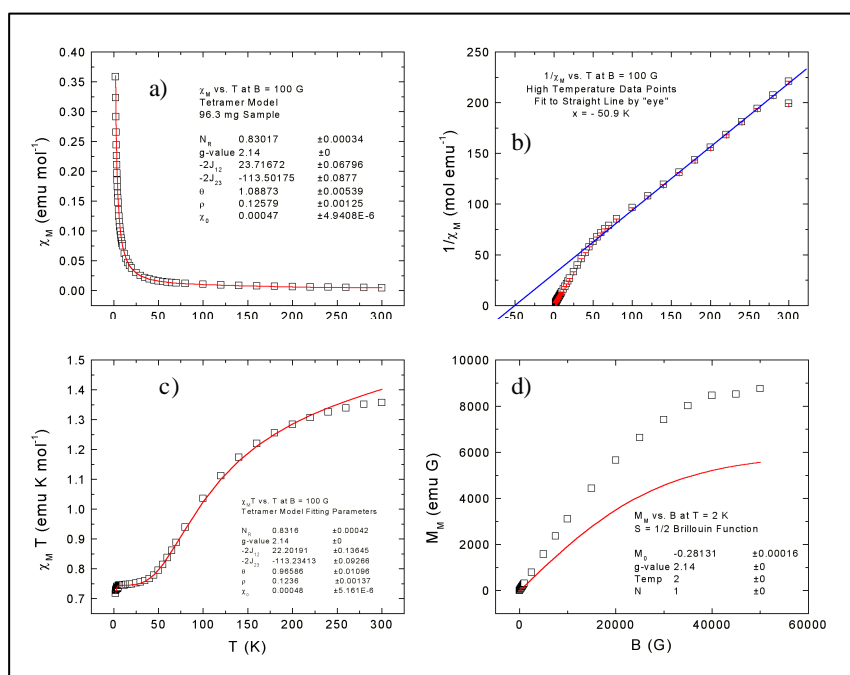 a)
χM vs. T at B = 100 G
Tetramer Model
96.3 mg Sample
NR 0.83017 ±0.00034
g-value 2.14 ±0
-2J12 23.71672 ±0.06796
-2J23 -113.50175 ±0.0877
θ 1.08873 ±0.00539
ρ 0.12579 ±0.00125
χ0 0.00047 ±4.9408E-6
χM (emu mol-1)
0.40
0.35
0.30
0.25
0.20
0.15
0.10
0.05
0.00
0 50 100 150 200 250 300
b)
1/χM vs. T at B = 100 G
High Temperature Data Points
Fit to Straight Line by "eye"
x = - 50.9 K
1/χM (mol emu-1)
250
225
200
175
150
125
100
75
50
25
0
-50 0 50 100 150 200 250 300
c)
χMT vs. T at B = 100 G
Tetramer Model Fitting Parameters
NR 0.8316 ±0.00042
g-value 2.14 ±0
-2J12 22.20191 ±0.13645
-2J23 -113.23413 ±0.09266
θ 0.96586 ±0.01096
ρ 0.1236 ±0.00137
χ0 0.00048 ±5.161E-6
χM T (emu K mol-1)
1.5
1.4
1.3
1.2
1.1
1.0
0.9
0.8
0.7
0 50 100 150 200 250 300
T (K)
d)
MM vs. B at T = 2 K
S = 1/2 Brillouin Function
M0 -0.28131 ±0.00016
g-value 2.14 ±0
Temp 2 ±0
N 1 ±0
MM (emu G)
10000
8000
6000
4000
2000
0
0 20000 40000 60000
B (G)